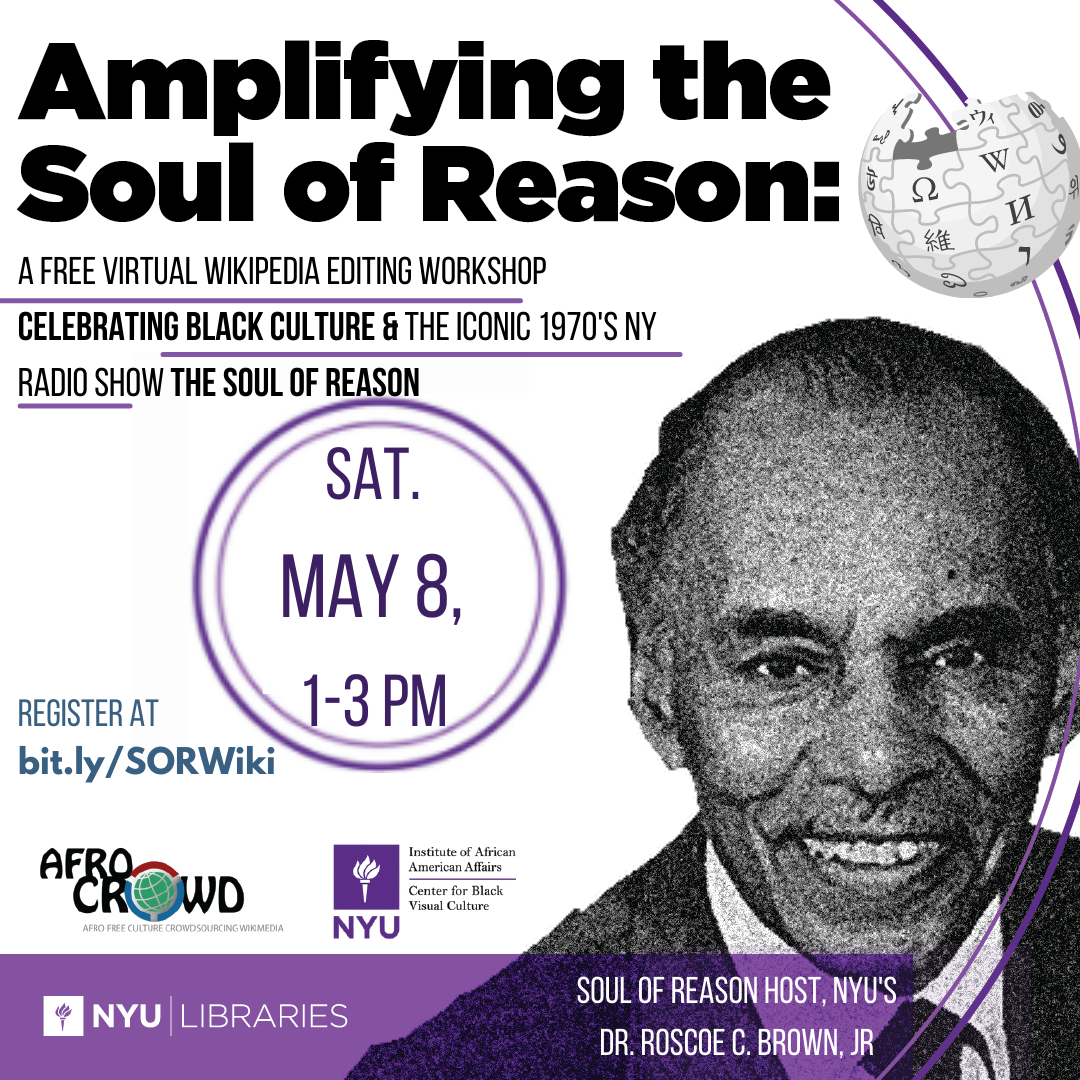 Amplifying the
Soul of Reason:
A FREE VIRTUAL WIKIPEDIA EDITING WORKSHOP
CELEBRATING BLACK CULTURE & THE ICONIC 1970'S NY
RADIO SHOW THE SOUL OF REASON
SAT.
MAY 8,
1-3 PM
REGISTER AT
bit.ly/SORWiki
AFRO
CROWD
AFRO FREE CULTURE CROWDSOURCING WIKIMEDIA
NYU
Institute of African
American Affairs
Center for Black
Visual Culture
NYU LIBRARIES
SOUL OF REASON HOST, NYU'S
DR. ROSCOE C. BROWN, JR
Ω
W
И
維
ウィ